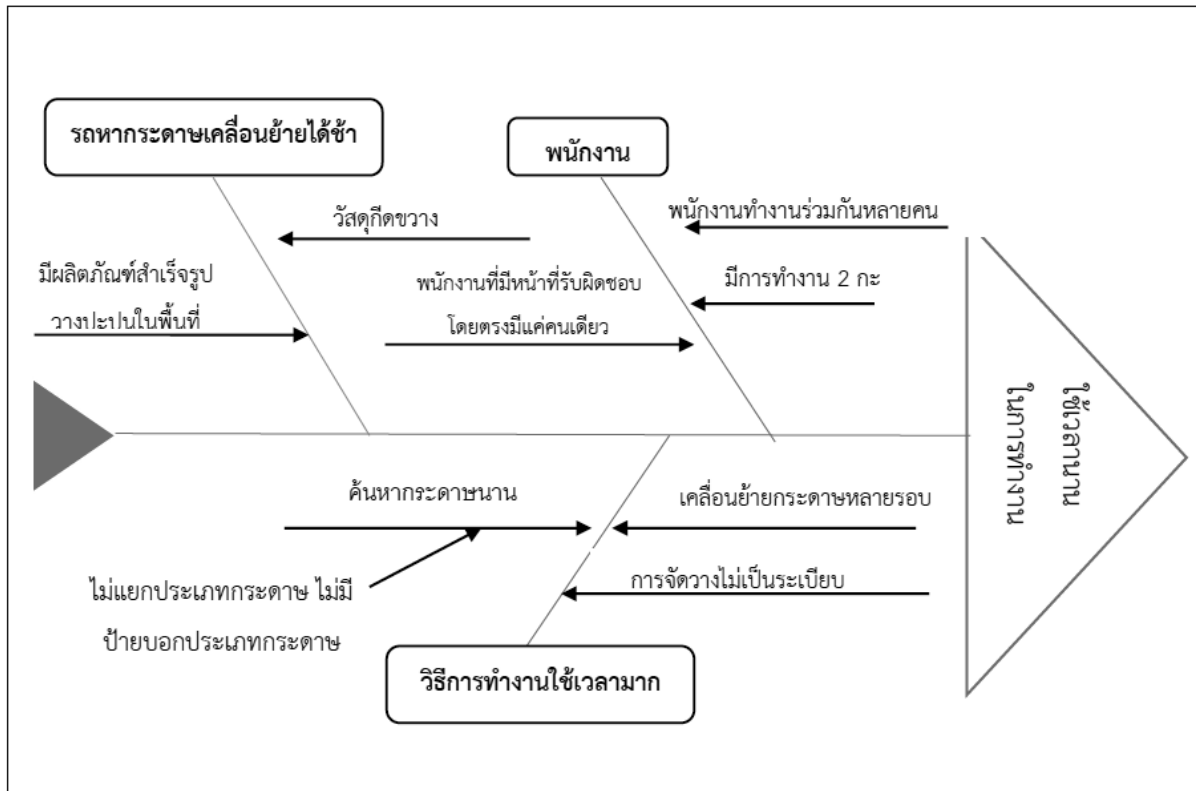 รถหากระดาษเคลื่อนย้ายได้ช้า
พนักงาน
วัสดุกีดขวาง
พนักงานทำงานร่วมกันหลายคน
มีผลิตภัณฑ์สำเร็จรูป
วางปะปนในพื้นที่
พนักงานที่มีหน้าที่รับผิดชอบ
โดยตรงมีแค่คนเดียว
มีการทำงาน 2 กะ
ใช้เวลานาน
ในการทำงาน
ค้นหากระดาษนาน
เคลื่อนย้ายกระดาษหลายรอบ
ไม่แยกประเภทกระดาษ ไม่มี
ป้ายบอกประเภทกระดาษ
การจัดวางไม่เป็นระเบียบ
วิธีการทำงานใช้เวลามาก